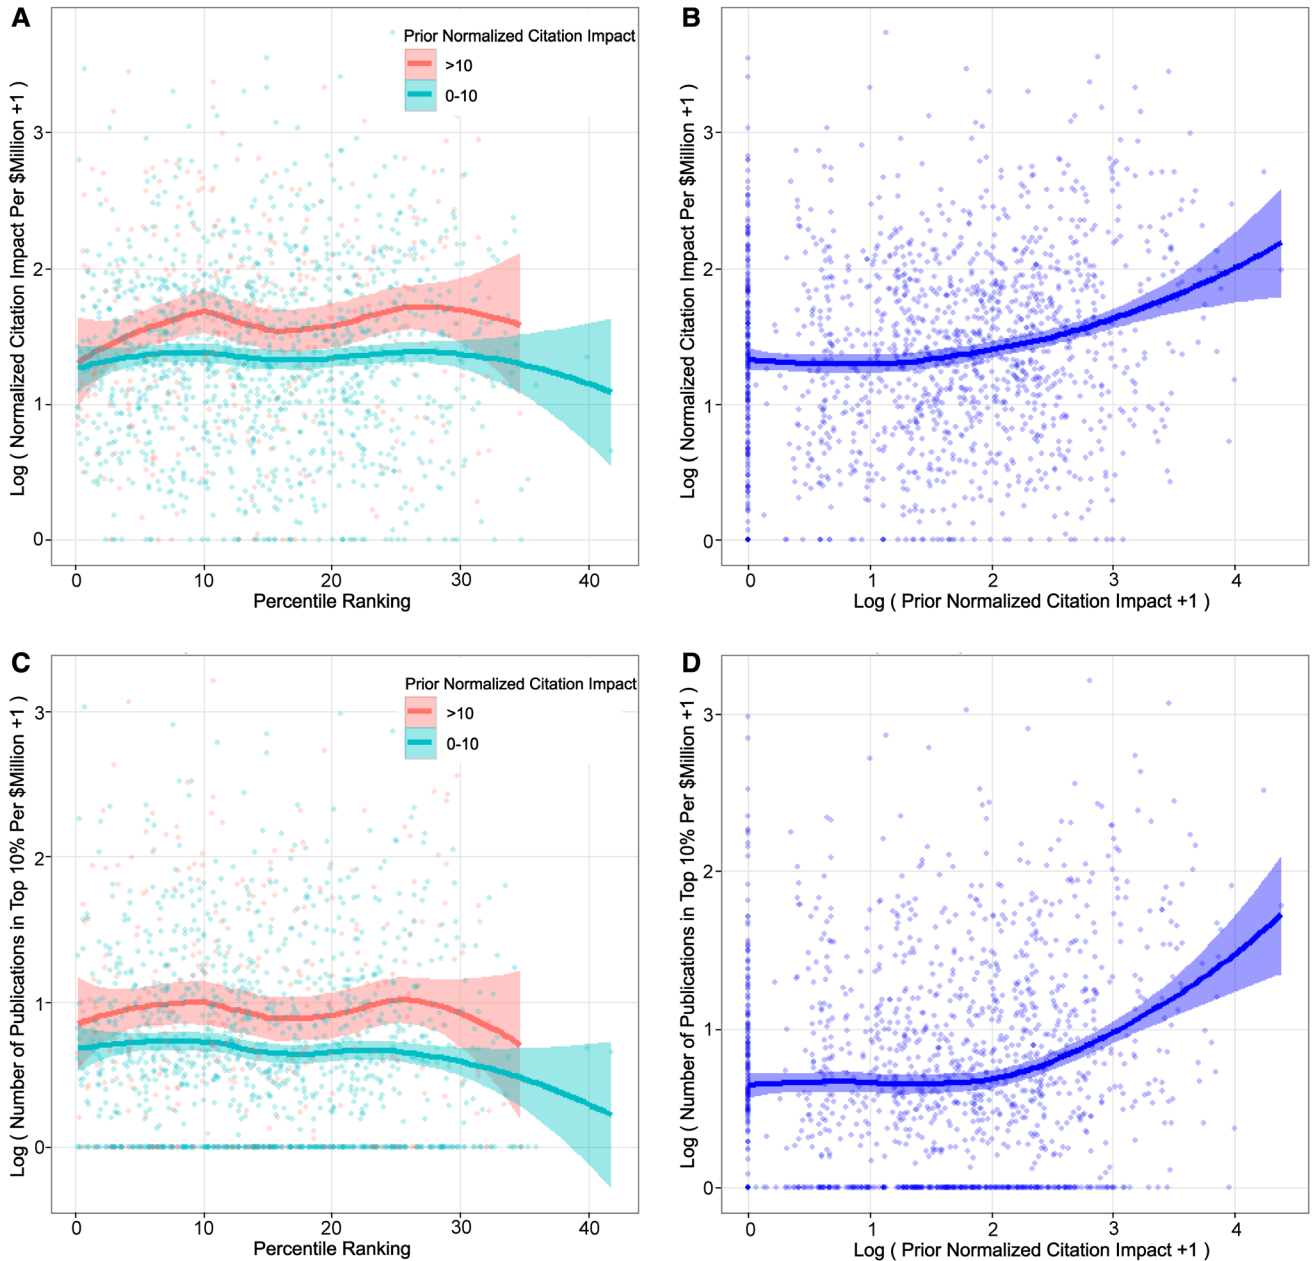 A
Log ( Normalized Citation Impact Per $Million +1 )
Prior Normalized Citation Impact
>10
0-10
3
2
1
0
0 10 20 30 40
Percentile Ranking
B
Log ( Normalized Citation Impact Per $Million +1 )
3
2
1
0
0 1 2 3 4
Log ( Prior Normalized Citation Impact +1 )
C
Log ( Number of Publications in Top 10% Per $Million +1 )
Prior Normalized Citation Impact
>10
0-10
3
2
1
0
0 10 20 30 40
Percentile Ranking
D
Log ( Number of Publications in Top 10% Per $Million +1 )
3
2
1
0
0 1 2 3 4
Log ( Prior Normalized Citation Impact +1 )